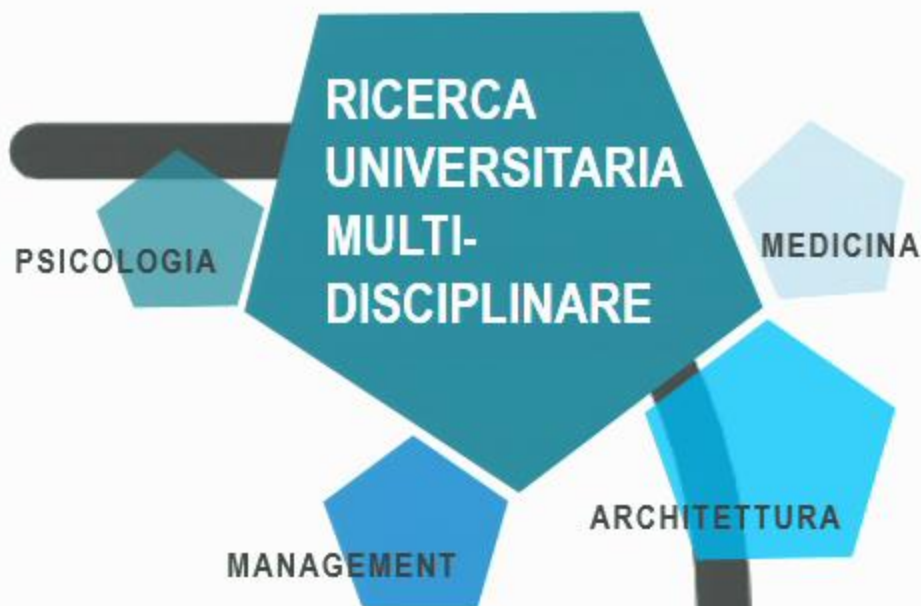 RICERCA
UNIVERSITARIA
MULTI-
DISCIPLINARE
PSICOLOGIA
MEDICINA
ARCHITETTURA
MANAGEMENT